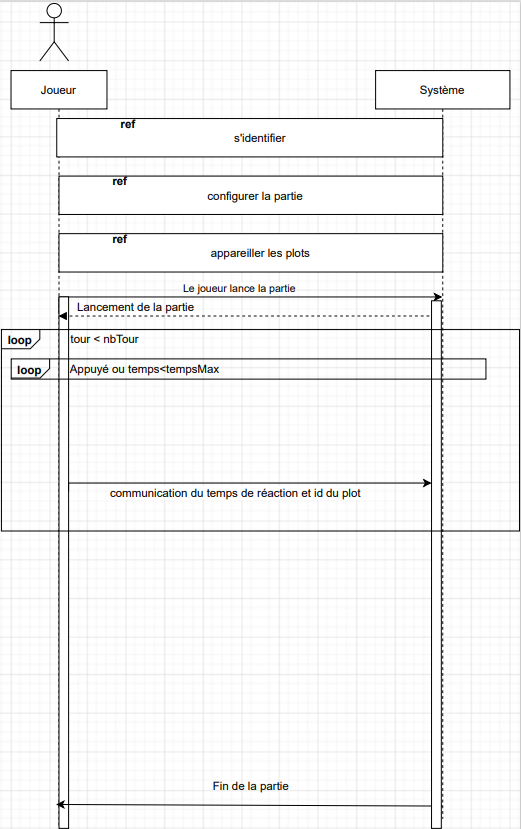 Joueur
Système
ref
s'identifier
ref
configurer la partie
ref
appareiller les plots
Le joueur lance la partie
Lancement de la partie
loop
tour < nbTour
loop
Appuyé ou temps<tempsMax
communication du temps de réaction et id du plot
Fin de la partie